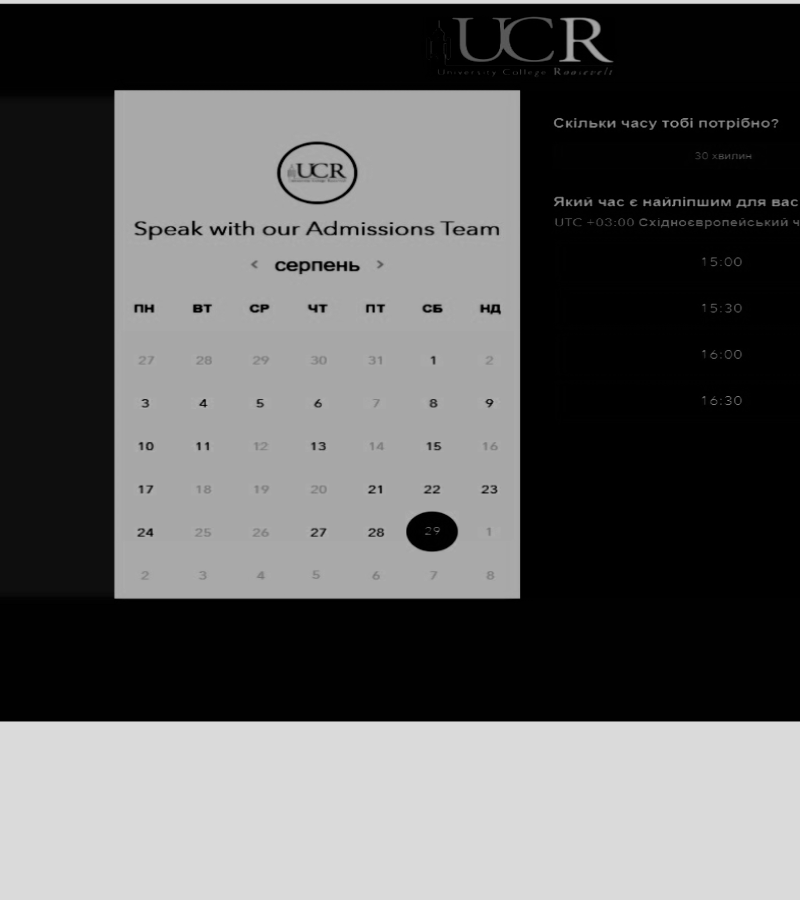 UCR
University College Roosevelt
UCR
Speak with our Admissions Team
< серпень >
ПН ВТ СР ЧТ ПТ СБ НД
27 28 29 30 31 1 2
3 4 5 6 7 8 9
10 11 12 13 14 15 16
17 18 19 20 21 22 23
24 25 26 27 28 29 1
2 3 4 5 6 7 8
Скільки часу тобі потрібно?
30 хвилин
Який час є найліпшим для вас
UTC +03:00 Східноєвропейський ч
15:00
15:30
16:00
16:30